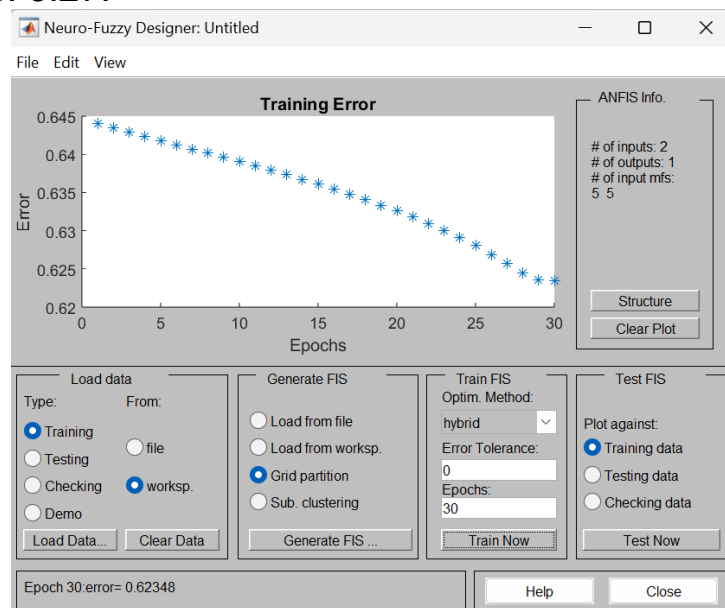 Neuro-Fuzzy Designer: Untitled
File Edit View
Training Error
0.645
0.64
0.635
0.63
0.625
0.62
Error
0 5 10 15 20 25 30
Epochs
ANFIS Info.
# of inputs: 2
# of outputs: 1
# of input mfs:
5 5
Structure
Clear Plot
Load data
Type: From:
Training
Testing
Checking
Demo
file
worksp.
Load Data...
Clear Data
Generate FIS
Load from file
Load from worksp.
Grid partition
Sub. clustering
Generate FIS ...
Train FIS
Optim. Method:
hybrid
Error Tolerance:
0
Epochs:
30
Train Now
Test FIS
Plot against:
Training data
Testing data
Checking data
Test Now
Epoch 30:error= 0.62348
Help
Close